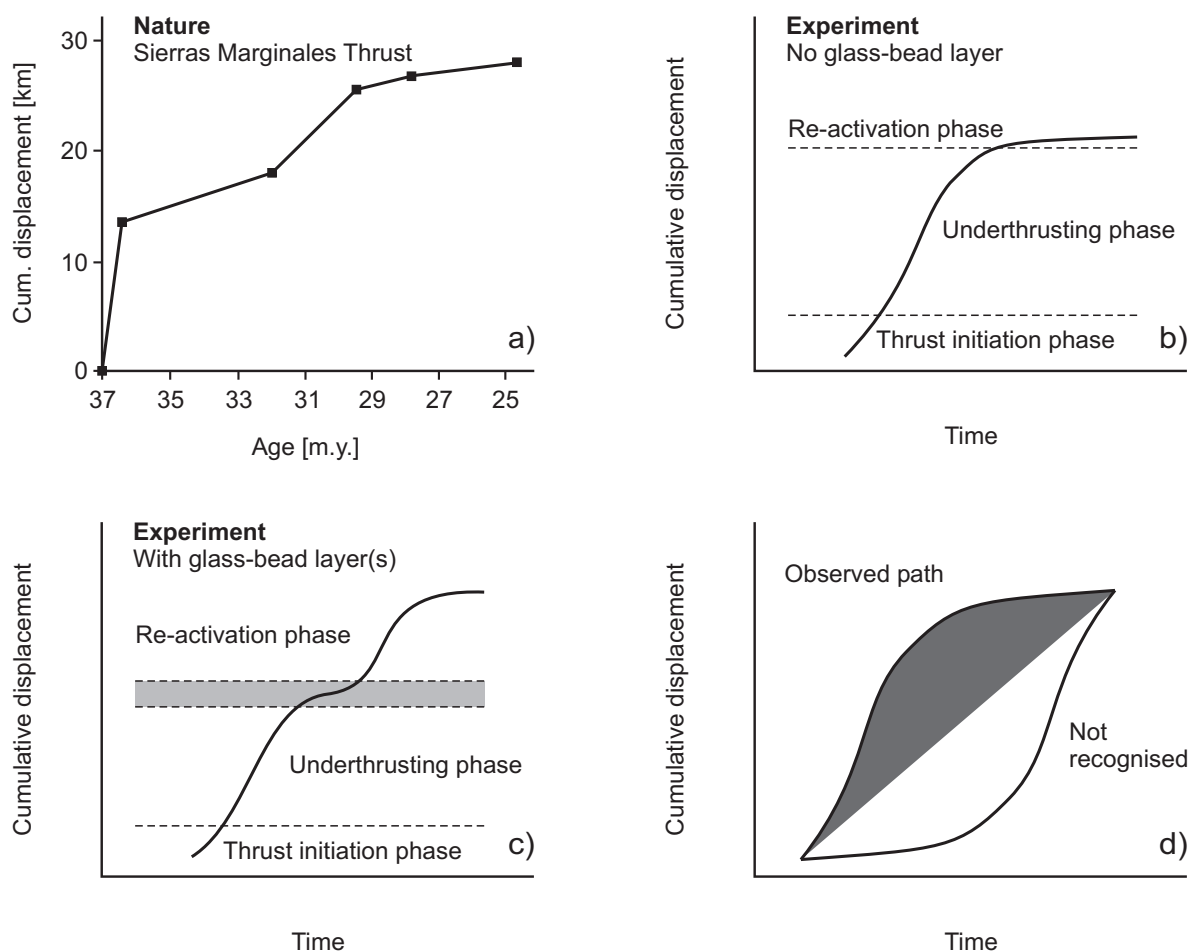 Nature
Sierras Marginales Thrust
Cum. displacement [km]
30
20
10
0
37 35 33 31 29 27 25
Age [m.y.]
a)
Experiment
No glass-bead layer
Cumulative displacement
Re-activation phase
Underthrusting phase
Thrust initiation phase
b)
Time
Experiment
With glass-bead layer(s)
Cumulative displacement
Re-activation phase
Underthrusting phase
Thrust initiation phase
c)
Time
Observed path
Cumulative displacement
Not
recognised
d)
Time